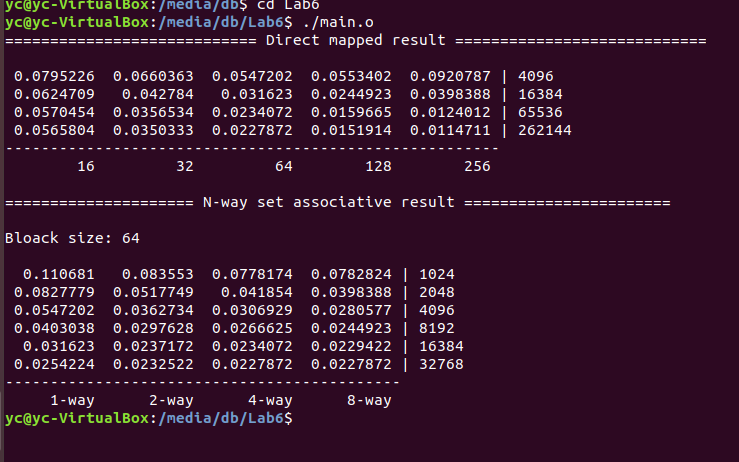 yc@yc-VirtualBox:/media/db$ cd Lab6
yc@yc-VirtualBox:/media/db/Lab6$ ./main.o
============================ Direct mapped result ============================
0.0795226 0.0660363 0.0547202 0.0553402 0.0920787 | 4096
0.0624709 0.042784 0.031623 0.0244923 0.0398388 | 16384
0.0570454 0.0356534 0.0234072 0.0159665 0.0124012 | 65536
0.0565804 0.0350333 0.0227872 0.0151914 0.0114711 | 262144
-------------------------------------------------------
16 32 64 128 256
===================== N-way set associative result =======================
Bloack size: 64
0.110681 0.083553 0.0778174 0.0782824 | 1024
0.0827779 0.0517749 0.041854 0.0398388 | 2048
0.0547202 0.0362734 0.0306929 0.0280577 | 4096
0.0403038 0.0297628 0.0266625 0.0244923 | 8192
0.031623 0.0237172 0.0234072 0.0229422 | 16384
0.0254224 0.0232522 0.0227872 0.0227872 | 32768
--------------------------------------------
1-way 2-way 4-way 8-way
yc@yc-VirtualBox:/media/db/Lab6$